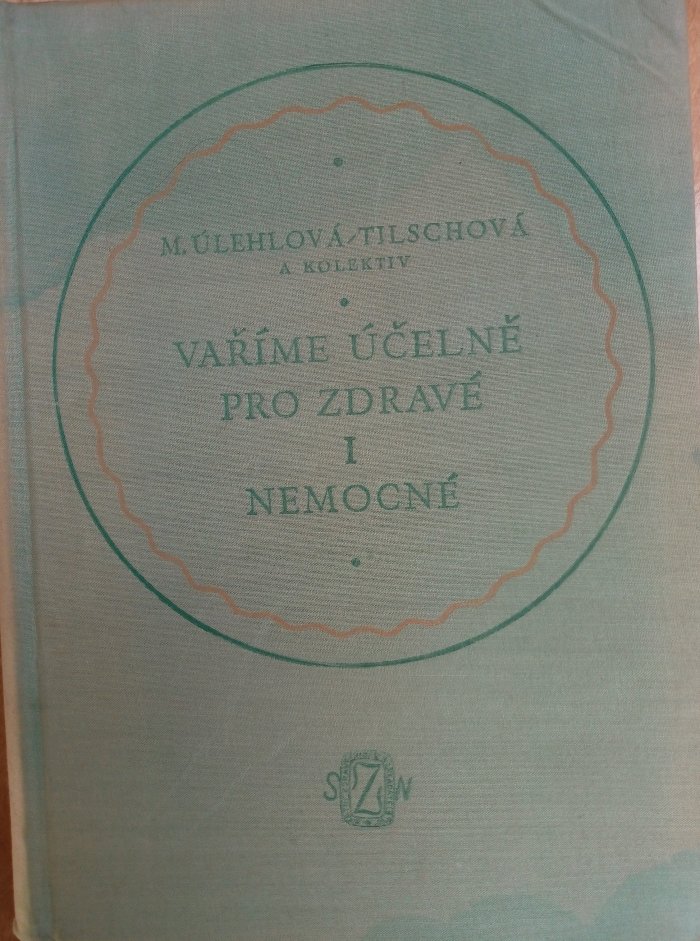 M. ÚLEHLOVÁ-TILSCHOVÁ
A KOLEKTIV
VAŘÍME ÚČELNĚ
PRO ZDRAVÉ
I
NEMOCNÉ
SZN